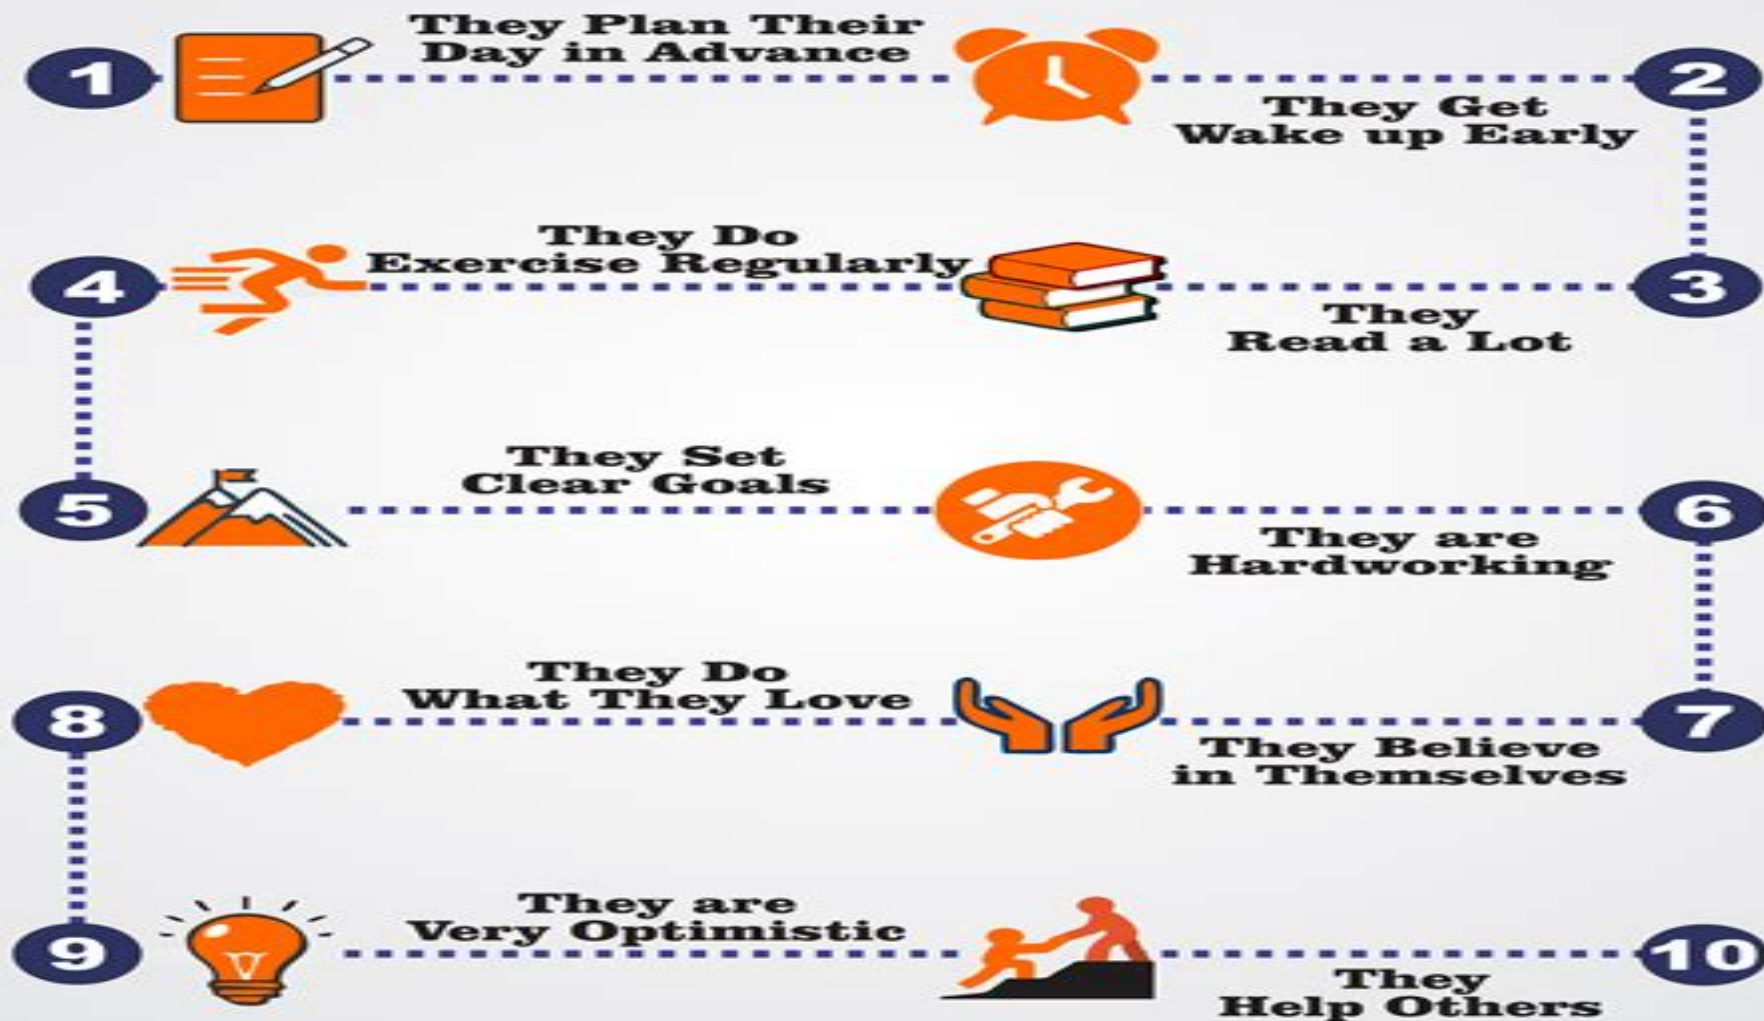 1
They Plan Their
Day in Advance
2
They Get
Wake up Early
3
They
Read a Lot
4
They Do
Exercise Regularly
5
They Set
Clear Goals
6
They are
Hardworking
7
They Believe
in Themselves
8
They Do
What They Love
9
They are
Very Optimistic
10
They
Help Others